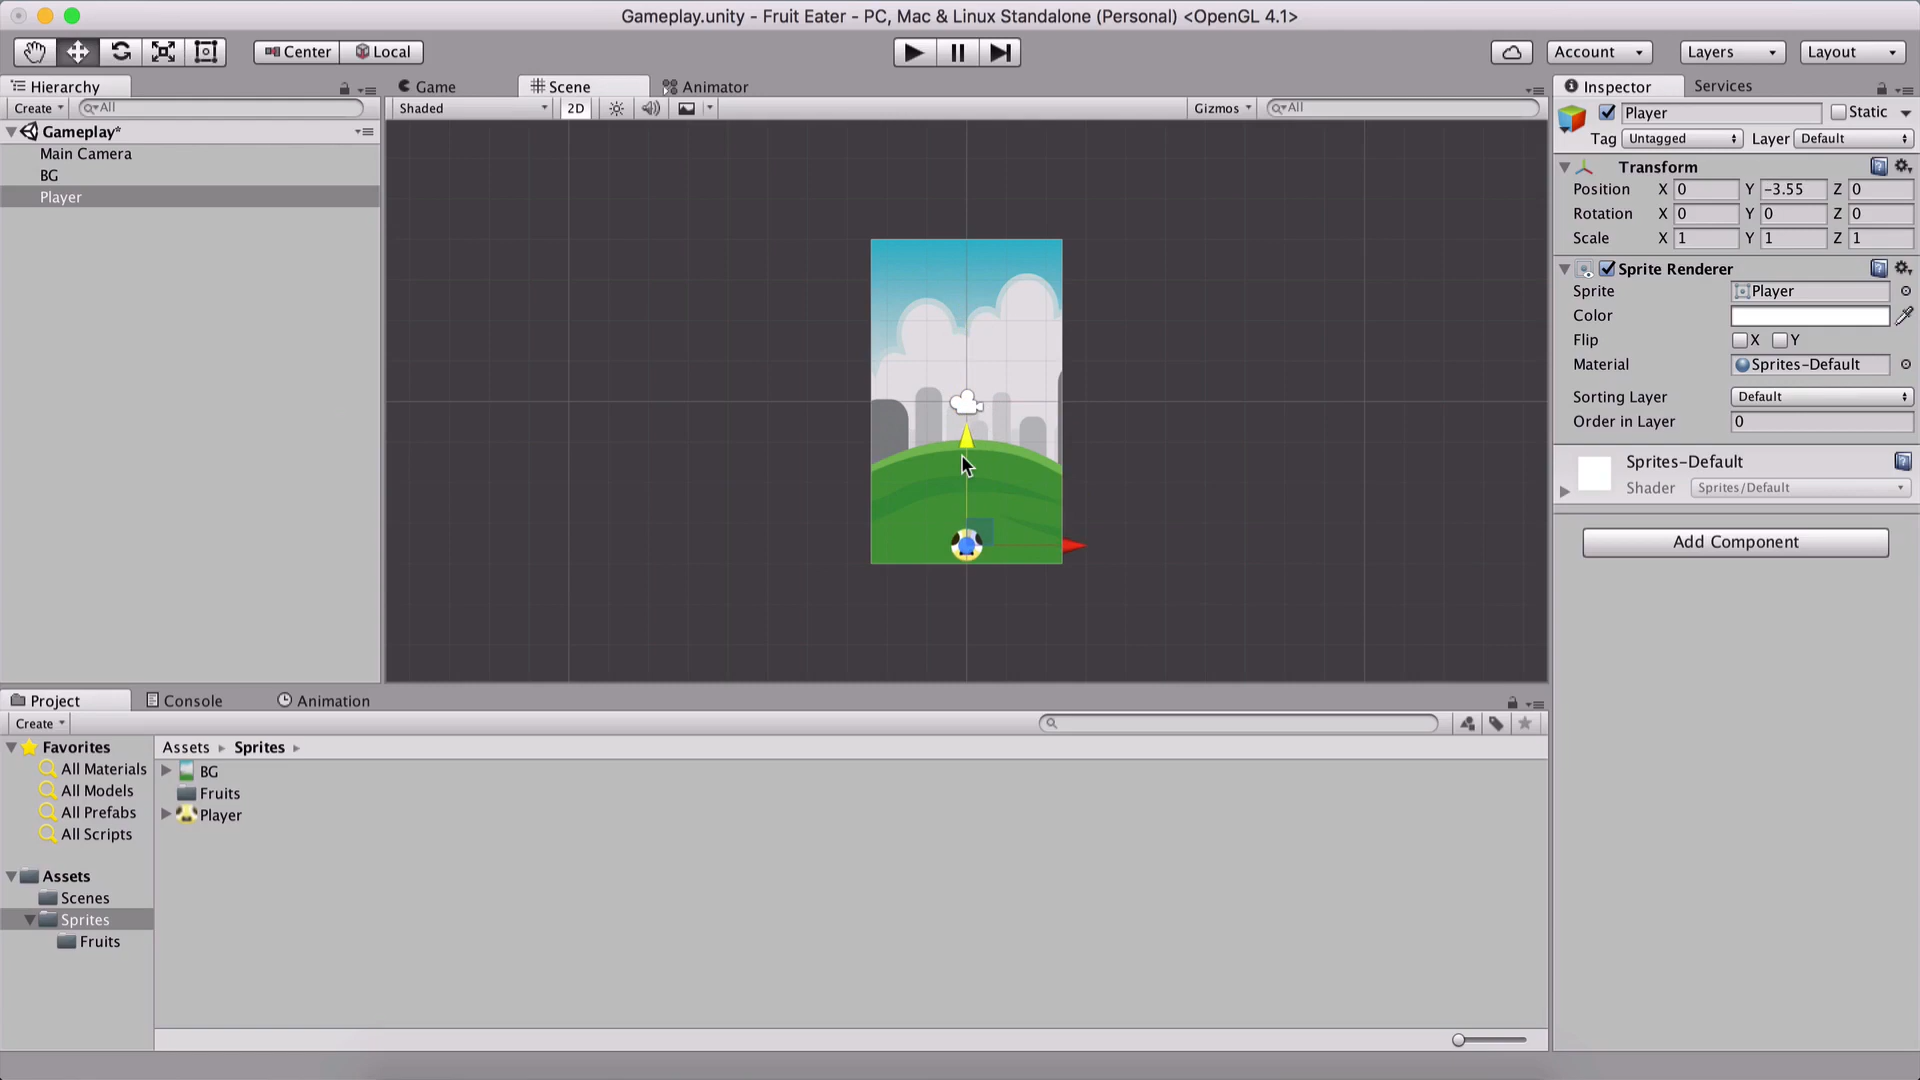 Gameplay.unity - Fruit Eater - PC, Mac & Linux Standalone (Personal) <OpenGL 4.1>
Center Local Account Layers Layout
Hierarchy
Create All
Gameplay*
Main Camera
BG
Player
Game Scene Animator
Shaded 2D Gizmos All
Inspector Services
Player Static
Tag Untagged Layer Default
Transform
Position X 0 Y -3.55 Z 0
Rotation X 0 Y 0 Z 0
Scale X 1 Y 1 Z 1
Sprite Renderer
Sprite Player
Color
Flip X Y
Material Sprites-Default
Sorting Layer Default
Order in Layer 0
Sprites-Default
Shader Sprites/Default
Add Component
Project Console Animation
Create
Favorites
All Materials
All Models
All Prefabs
All Scripts
Assets
Scenes
Sprites
Fruits
Assets Sprites
BG
Fruits
Player